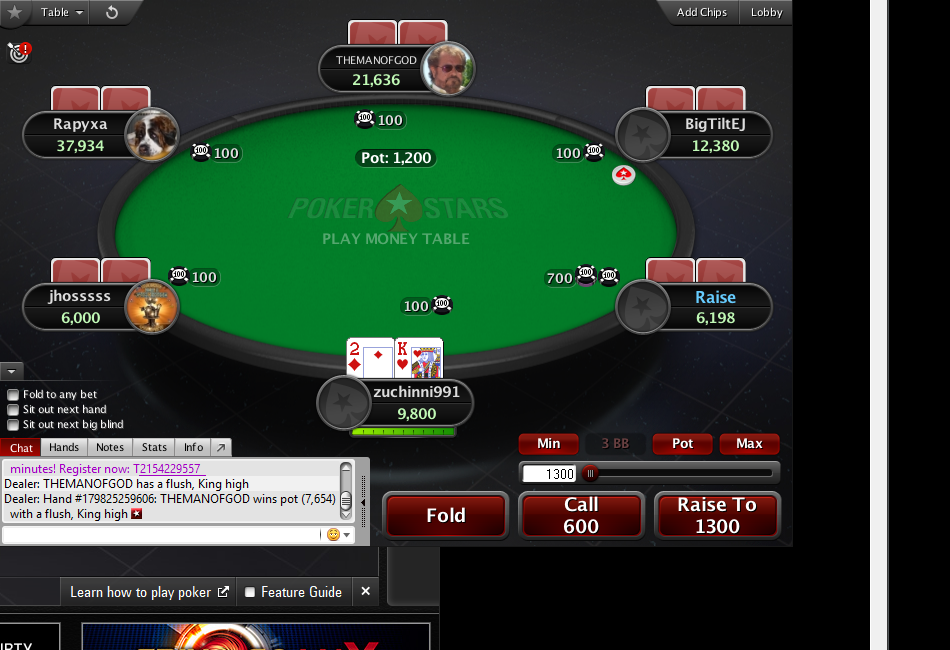 Table
Add Chips
Lobby
THEMANOFGOD
21,636
Rapyxa
37,934
BigTiltEJ
12,380
100
100
100
Pot: 1,200
POKER STARS
PLAY MONEY TABLE
jhosssss
6,000
100
100
700
Raise
6,198
2
K
zuchinni991
9,800
Fold to any bet
Sit out next hand
Sit out next big blind
Chat
Hands
Notes
Stats
Info
minutes! Register now: T2154229557
Dealer: THEMANOFGOD has a flush, King high
Dealer: Hand #179825259606: THEMANOFGOD wins pot (7,654)
with a flush, King high
Min
3 BB
Pot
Max
1300
Fold
Call
600
Raise To
1300
Learn how to play poker
Feature Guide